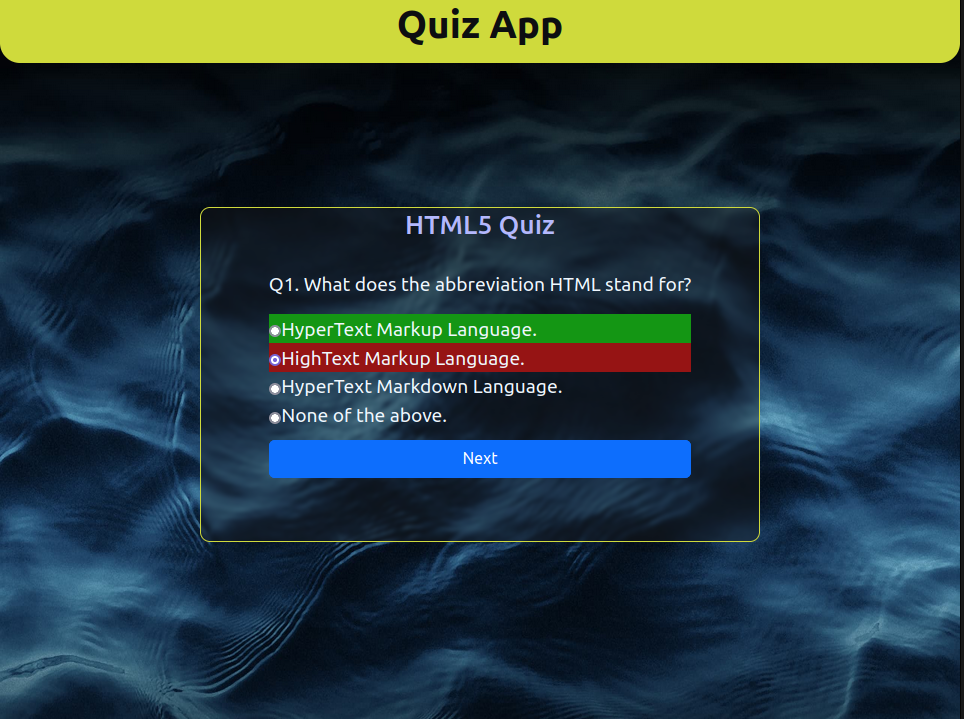 Quiz App
HTML5 Quiz
Q1. What does the abbreviation HTML stand for?
HyperText Markup Language.
HighText Markup Language.
HyperText Markdown Language.
None of the above.
Next